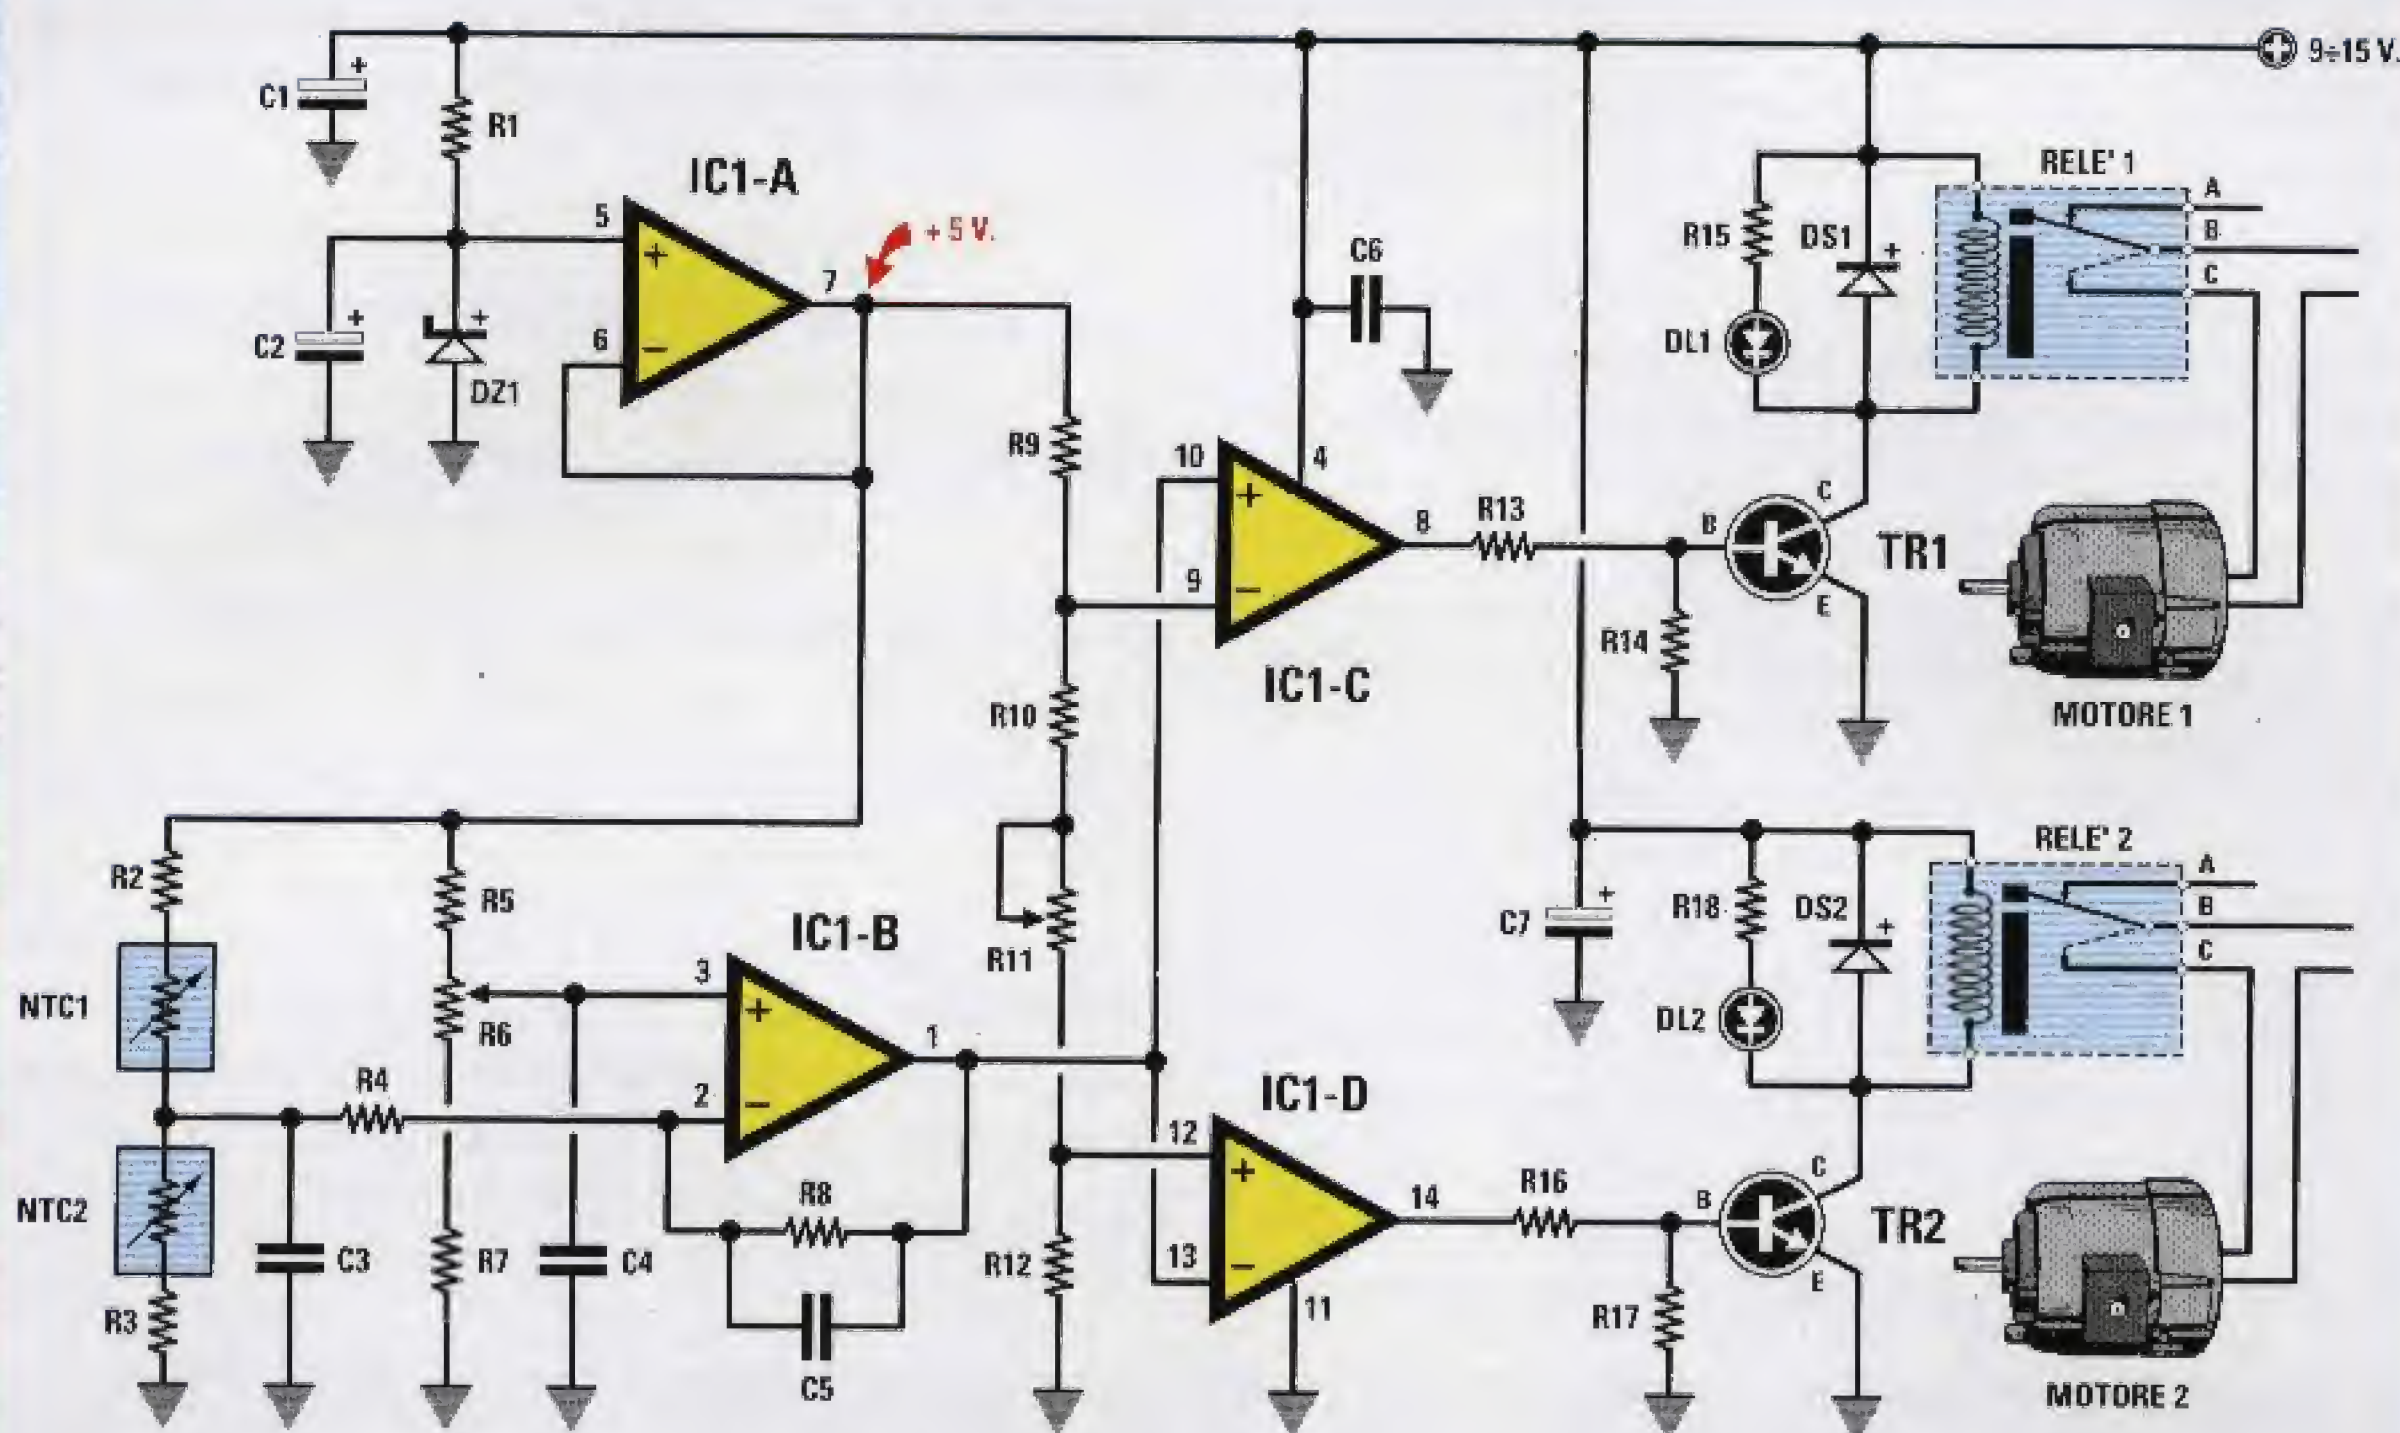 9÷15 V.
C1
+
R1
IC1-A
5
+
+ 5 V.
7
6
−
C2
+
+
DZ1
C6
RELE' 1
A
B
C
R15
DS1
+
DL1
R9
10
+
4
9
−
8
R13
IC1-C
B
C
E
TR1
R14
MOTORE 1
R10
R11
R2
R5
NTC1
R6
IC1-B
3
+
2
−
1
R4
NTC2
R3
C3
R7
C4
R8
C5
R12
IC1-D
12
+
13
−
11
14
R16
C7
+
R18
DS2
+
DL2
RELE' 2
A
B
C
B
C
E
TR2
R17
MOTORE 2